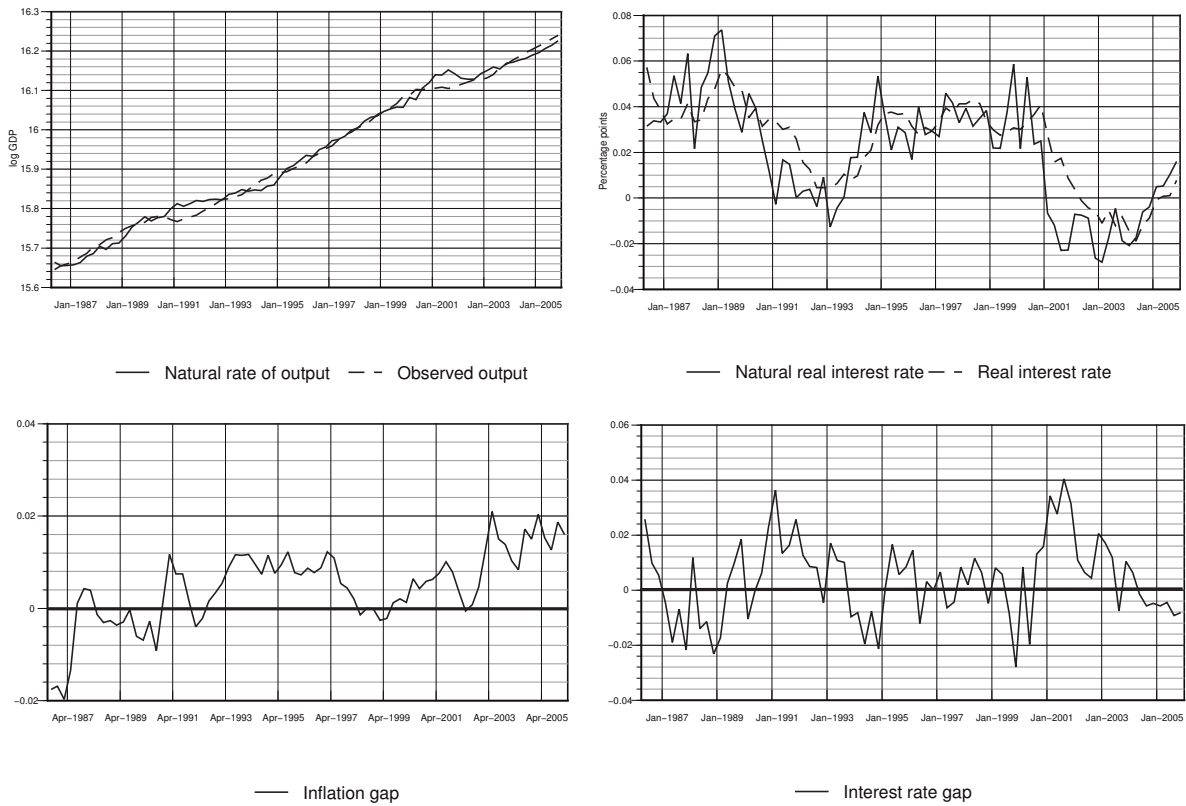 16.3
16.2
16.1
16
15.9
15.8
15.7
15.6
log GDP
Jan–1987 Jan–1989 Jan–1991 Jan–1993 Jan–1995 Jan–1997 Jan–1999 Jan–2001 Jan–2003 Jan–2005
Natural rate of output Observed output
0.08
0.06
0.04
0.02
0
–0.02
–0.04
Percentage points
Jan–1987 Jan–1989 Jan–1991 Jan–1993 Jan–1995 Jan–1997 Jan–1999 Jan–2001 Jan–2003 Jan–2005
Natural real interest rate Real interest rate
0.04
0.02
0
–0.02
Apr–1987 Apr–1989 Apr–1991 Apr–1993 Apr–1995 Apr–1997 Apr–1999 Apr–2001 Apr–2003 Apr–2005
Inflation gap
0.06
0.04
0.02
0
–0.02
–0.04
Jan–1987 Jan–1989 Jan–1991 Jan–1993 Jan–1995 Jan–1997 Jan–1999 Jan–2001 Jan–2003 Jan–2005
Interest rate gap